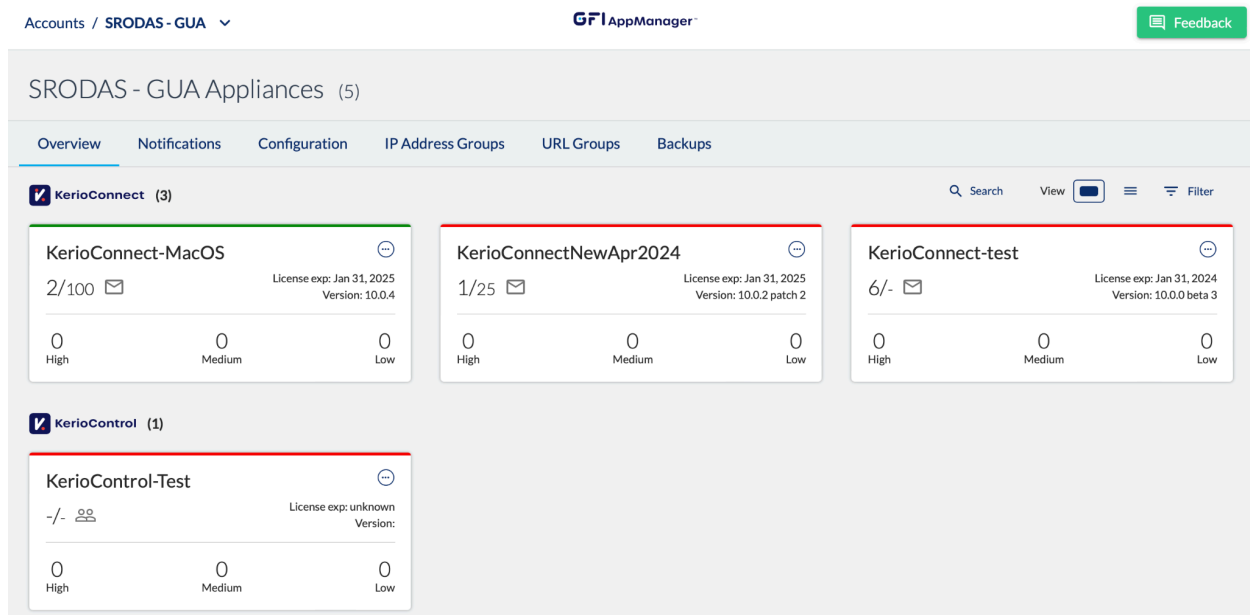 Accounts / SRODAS - GUA
GFI AppManager
Feedback
SRODAS - GUA Appliances (5)
Overview Notifications Configuration IP Address Groups URL Groups Backups
KerioConnect (3)
Search View Filter
KerioConnect-MacOS
2/100
License exp: Jan 31, 2025
Version: 10.0.4
0 0 0
High Medium Low
KerioConnectNewApr2024
1/25
License exp: Jan 31, 2025
Version: 10.0.2 patch 2
0 0 0
High Medium Low
KerioConnect-test
6/-
License exp: Jan 31, 2024
Version: 10.0.0 beta 3
0 0 0
High Medium Low
KerioControl (1)
KerioControl-Test
-/-
License exp: unknown
Version:
0 0 0
High Medium Low